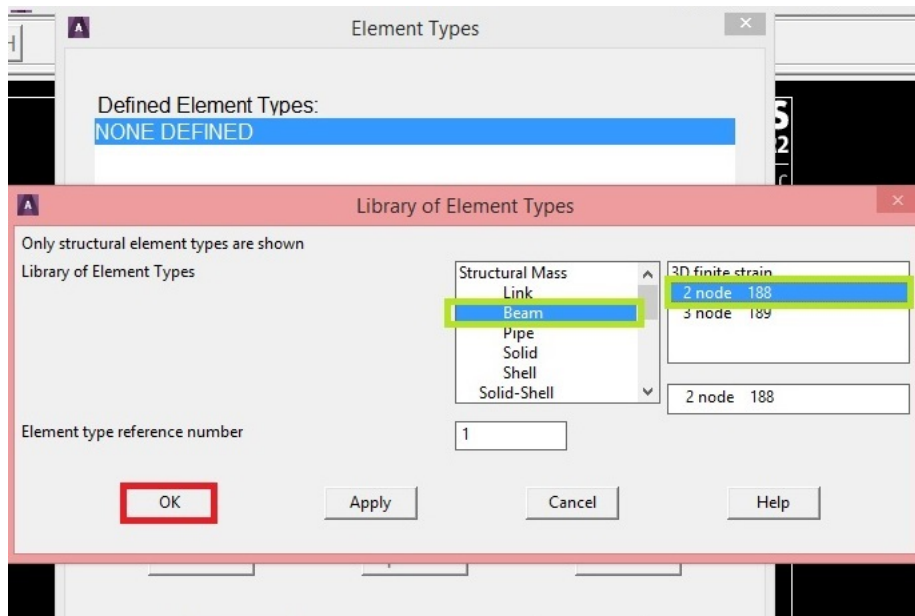 Element Types
Defined Element Types:
NONE DEFINED
Library of Element Types
Only structural element types are shown
Library of Element Types
Structural Mass
Link
Beam
Pipe
Solid
Shell
Solid-Shell
3D finite strain
2 node 188
3 node 189
2 node 188
Element type reference number
1
OK
Apply
Cancel
Help